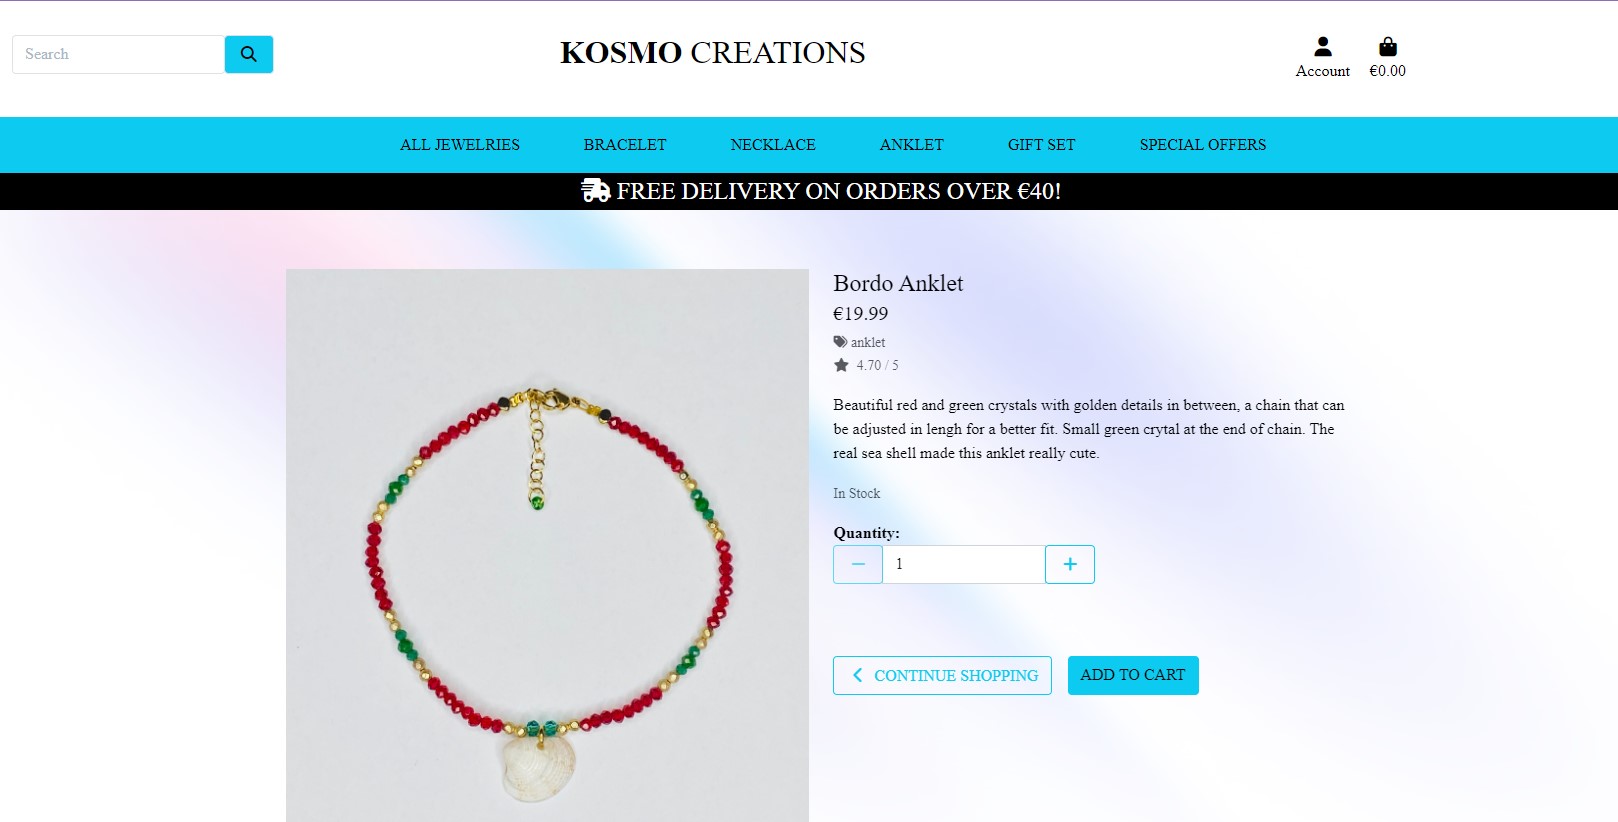 Search
KOSMO CREATIONS
Account
€0.00
ALL JEWELRIES
BRACELET
NECKLACE
ANKLET
GIFT SET
SPECIAL OFFERS
FREE DELIVERY ON ORDERS OVER €40!
Bordo Anklet
€19.99
anklet
4.70 / 5
Beautiful red and green crystals with golden details in between, a chain that can
be adjusted in lengh for a better fit. Small green crytal at the end of chain. The
real sea shell made this anklet really cute.
In Stock
Quantity:
1
CONTINUE SHOPPING
ADD TO CART